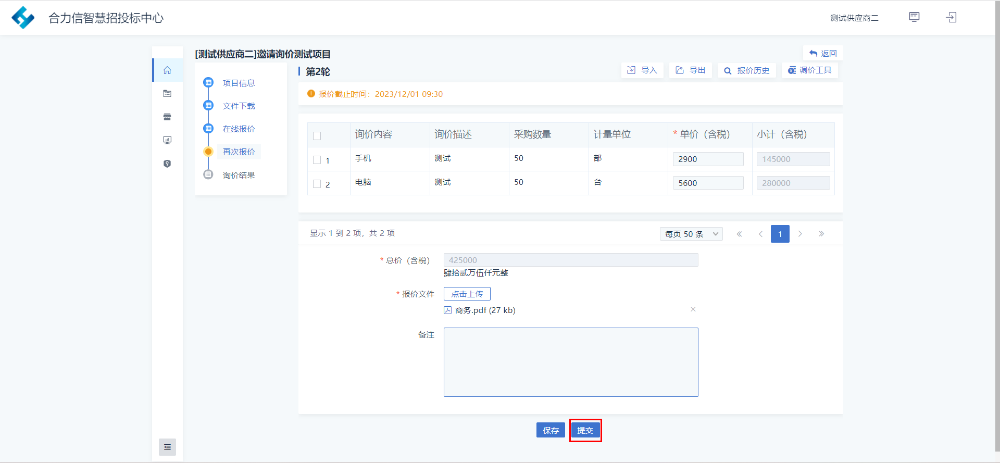 合力信智慧招投标中心
测试供应商二
[测试供应商二]邀请询价测试项目
返回
项目信息
文件下载
在线报价
再次报价
询价结果
第2轮
导入
导出
报价历史
调价工具
报价截止时间：2023/12/01 09:30
询价内容 询价描述 采购数量 计量单位 * 单价（含税） 小计（含税）
1 手机 测试 50 部 2900 145000
2 电脑 测试 50 台 5600 280000
显示 1 到 2 项，共 2 项
每页 50 条
« ‹ 1 › »
* 总价（含税） 425000
肆拾贰万伍仟元整
* 报价文件 点击上传
商务.pdf (27 kb) ×
备注
保存 提交